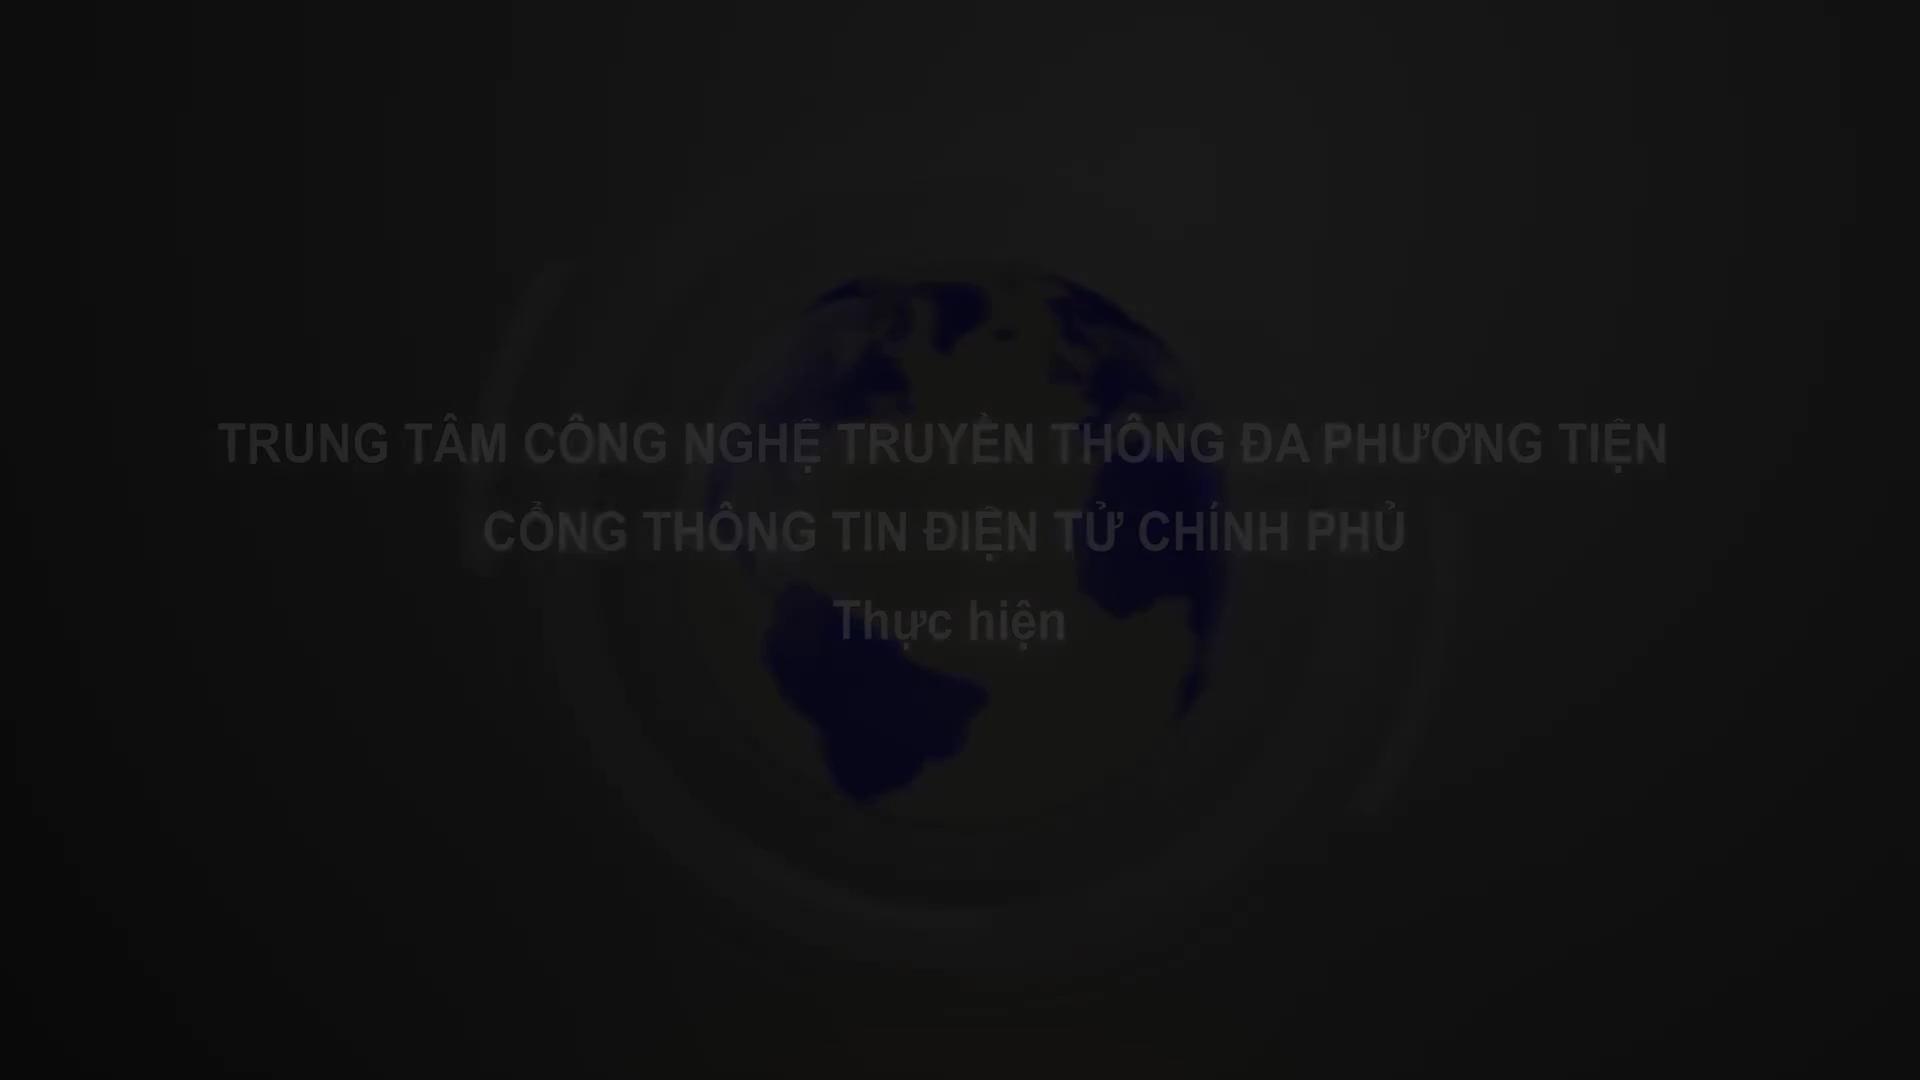 TRUNG TÂM CÔNG NGHỆ TRUYỀN THÔNG ĐA PHƯƠNG TIỆN
CỔNG THÔNG TIN ĐIỆN TỬ CHÍNH PHỦ
Thực hiện